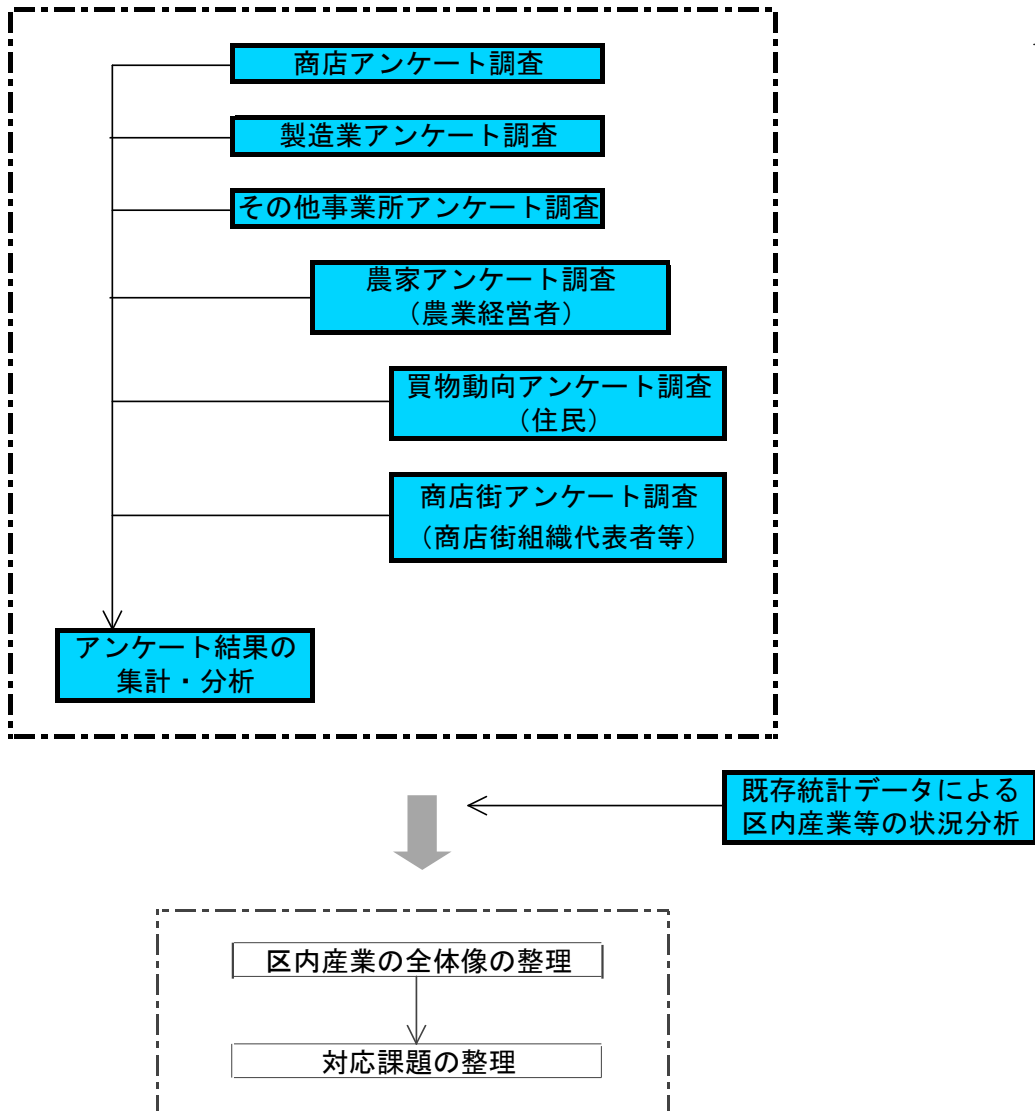 商店アンケート調査
製造業アンケート調査
その他事業所アンケート調査
農家アンケート調査
（農業経営者）
買物動向アンケート調査
（住民）
商店街アンケート調査
（商店街組織代表者等）
アンケート結果の
集計・分析
既存統計データによる
区内産業等の状況分析
区内産業の全体像の整理
対応課題の整理